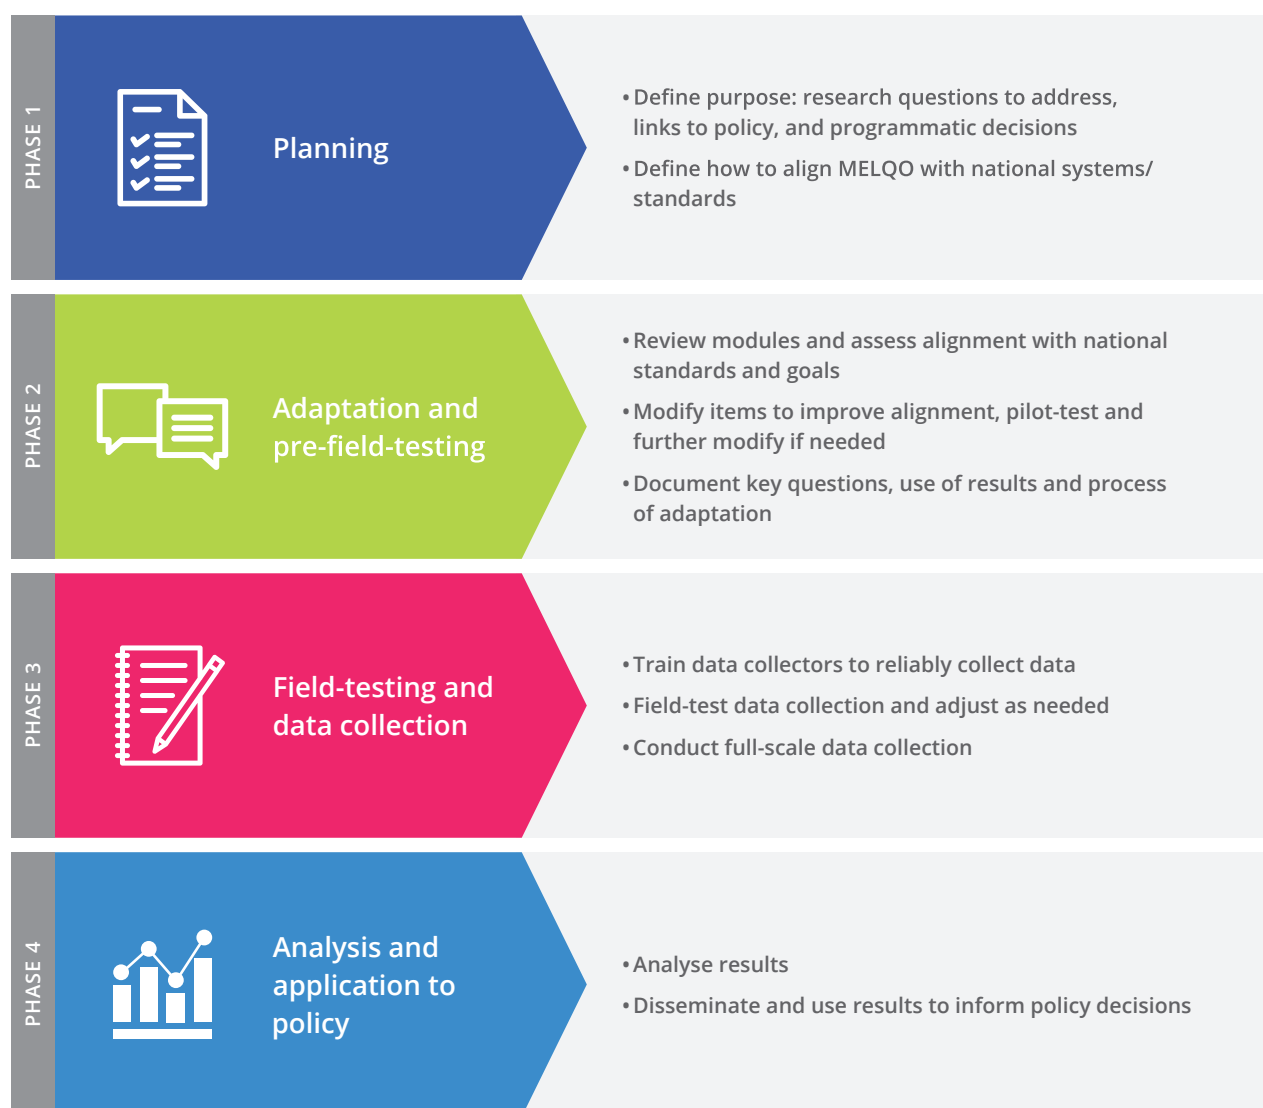 PHASE 1
Planning
• Define purpose: research questions to address,
links to policy, and programmatic decisions
• Define how to align MELQO with national systems/
standards
PHASE 2
Adaptation and
pre-field-testing
• Review modules and assess alignment with national
standards and goals
• Modify items to improve alignment, pilot-test and
further modify if needed
• Document key questions, use of results and process
of adaptation
PHASE 3
Field-testing and
data collection
• Train data collectors to reliably collect data
• Field-test data collection and adjust as needed
• Conduct full-scale data collection
PHASE 4
Analysis and
application to
policy
• Analyse results
• Disseminate and use results to inform policy decisions